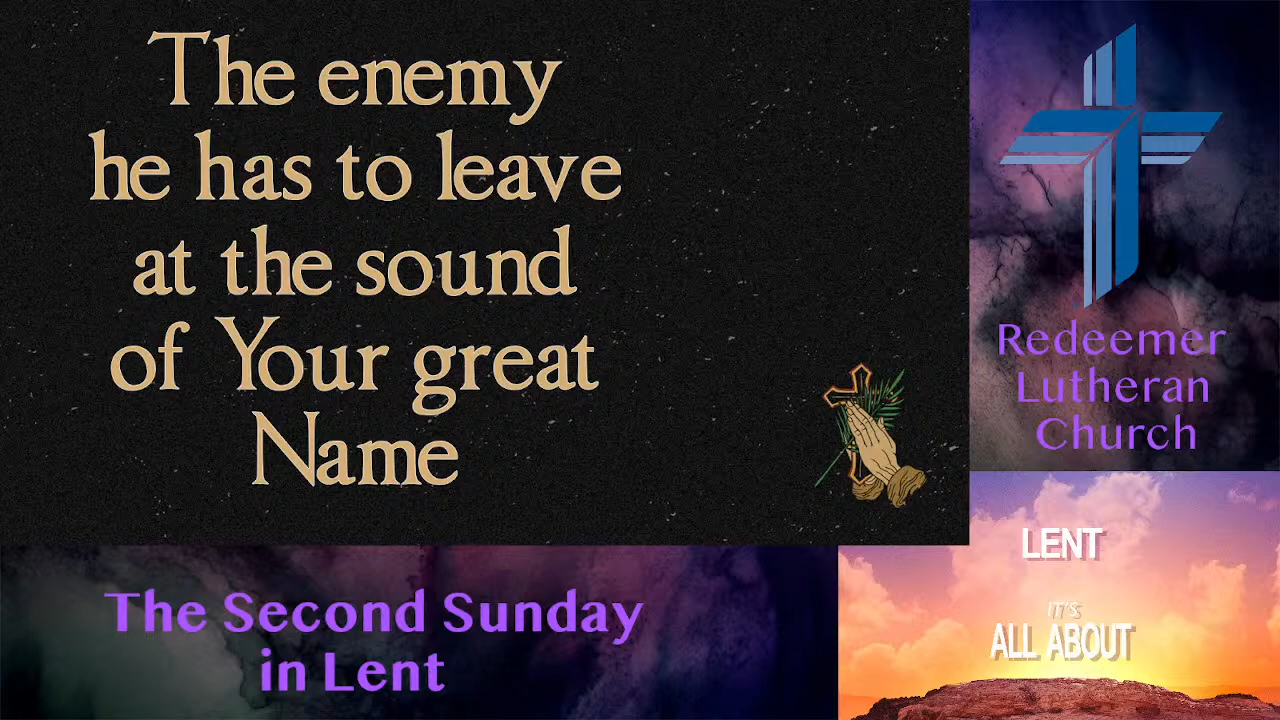 The enemy
he has to leave
at the sound
of Your great
Name
Redeemer
Lutheran
Church
The Second Sunday
in Lent
LENT
IT'S
ALL ABOUT